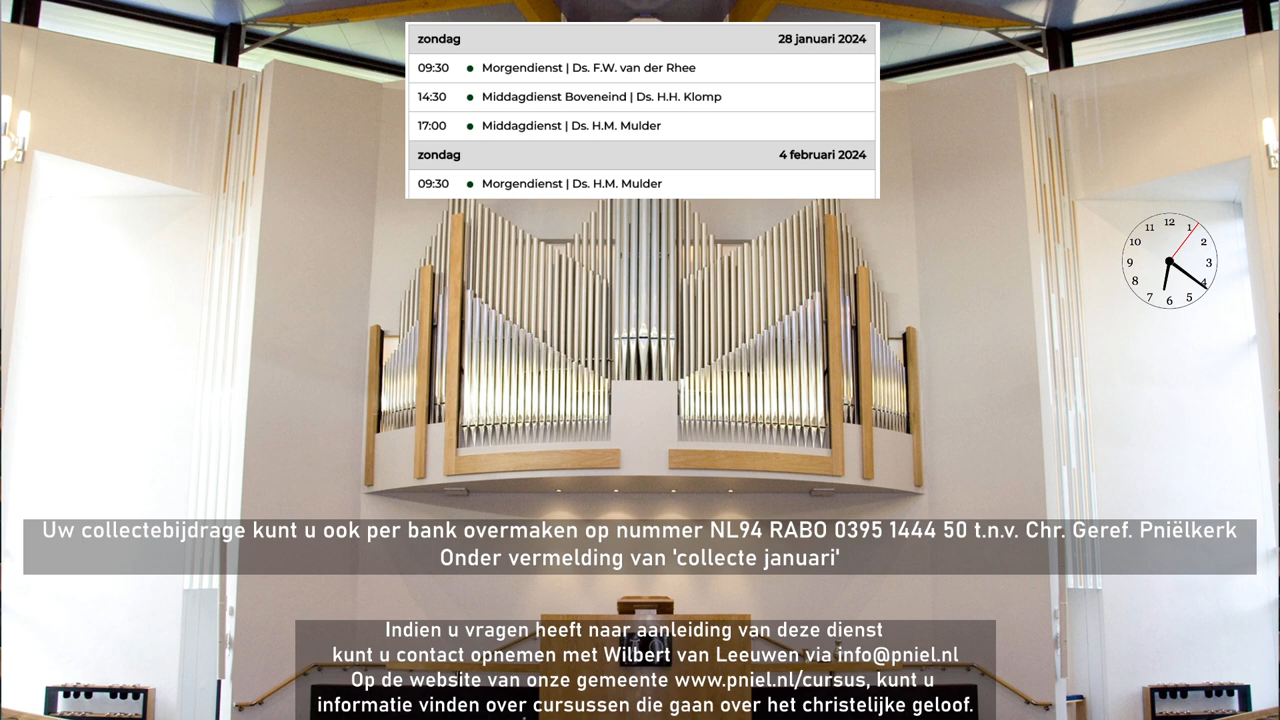 zondag 28 januari 2024
09:30 • Morgendienst | Ds. F.W. van der Rhee
14:30 • Middagdienst Boveneind | Ds. H.H. Klomp
17:00 • Middagdienst | Ds. H.M. Mulder
zondag 4 februari 2024
09:30 • Morgendienst | Ds. H.M. Mulder
12
1
2
3
4
5
6
7
8
9
10
11
Uw collectebijdrage kunt u ook per bank overmaken op nummer NL94 RABO 0395 1444 50 t.n.v. Chr. Geref. Pniëlkerk
Onder vermelding van 'collecte januari'
Indien u vragen heeft naar aanleiding van deze dienst
kunt u contact opnemen met Wilbert van Leeuwen via info@pniel.nl
Op de website van onze gemeente www.pniel.nl/cursus, kunt u
informatie vinden over cursussen die gaan over het christelijke geloof.